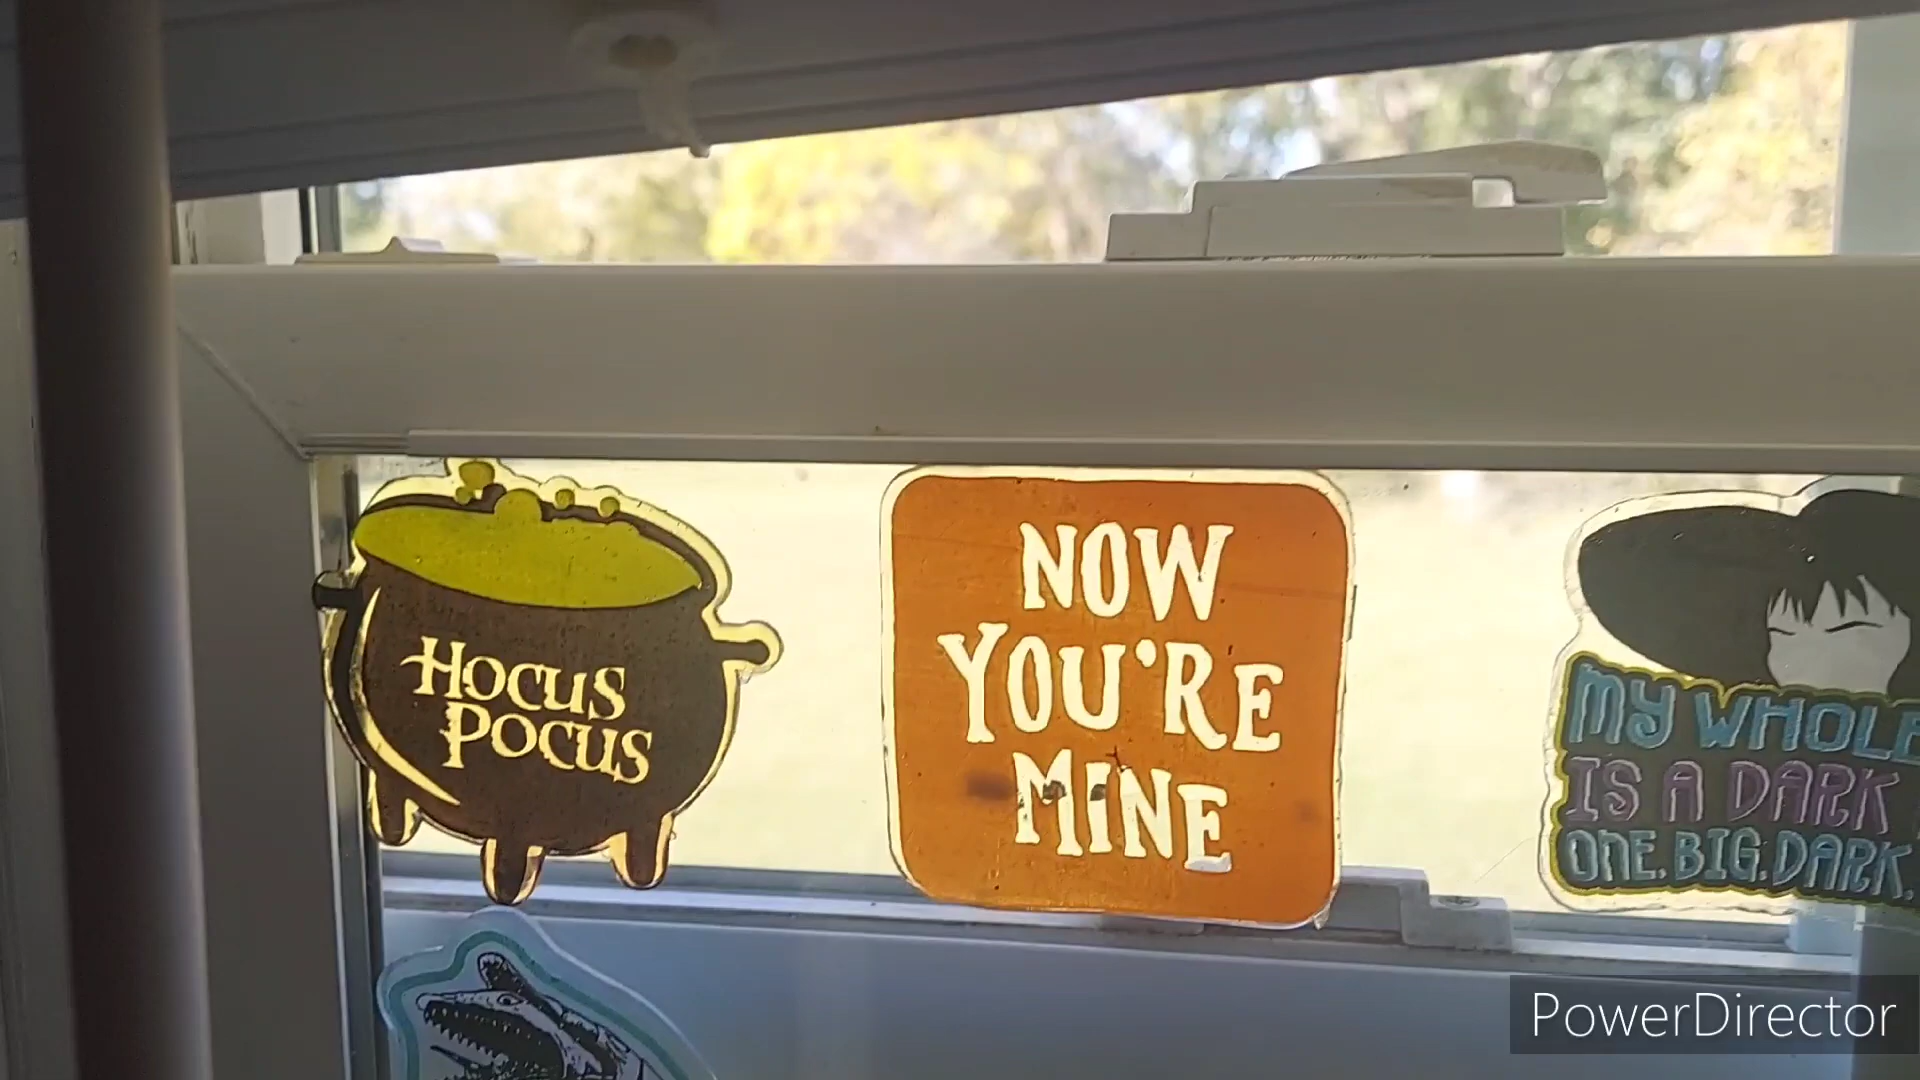 HOCUS
POCUS
NOW
YOU'RE
MINE
MY WHOLE
IS A DARK
ONE.BIG.DARK.
PowerDirector